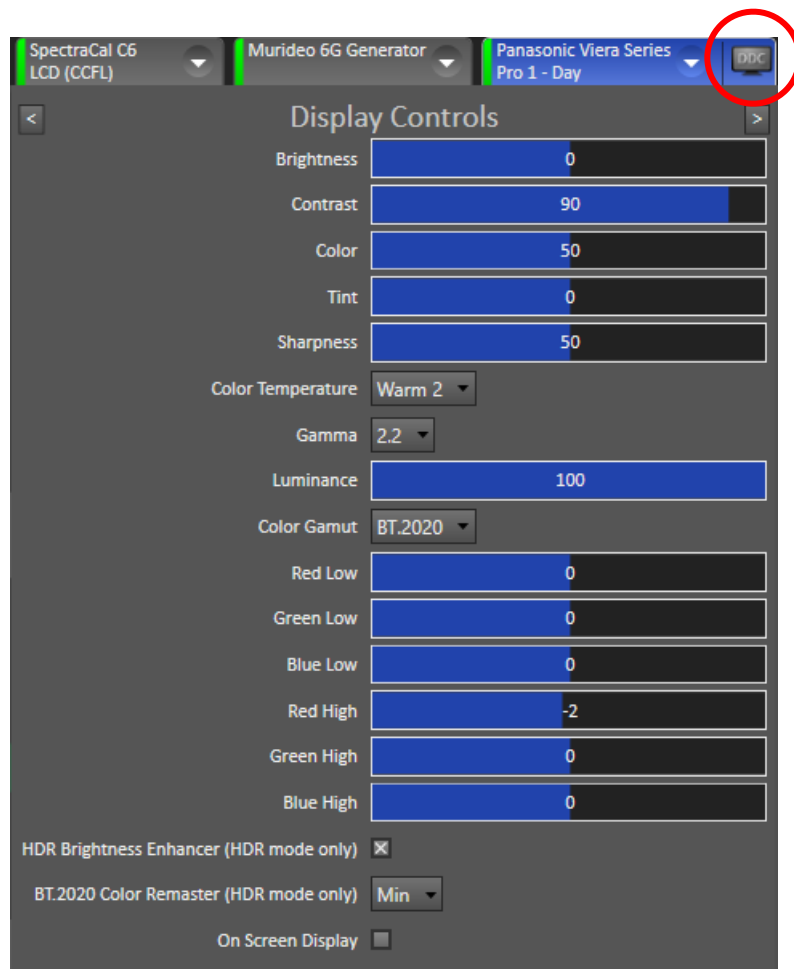 SpectraCal C6
LCD (CCFL)
Murideo 6G Generator
Panasonic Viera Series
Pro 1 - Day
DDC
< Display Controls >
Brightness 0
Contrast 90
Color 50
Tint 0
Sharpness 50
Color Temperature Warm 2
Gamma 2.2
Luminance 100
Color Gamut BT.2020
Red Low 0
Green Low 0
Blue Low 0
Red High -2
Green High 0
Blue High 0
HDR Brightness Enhancer (HDR mode only)
BT.2020 Color Remaster (HDR mode only) Min
On Screen Display